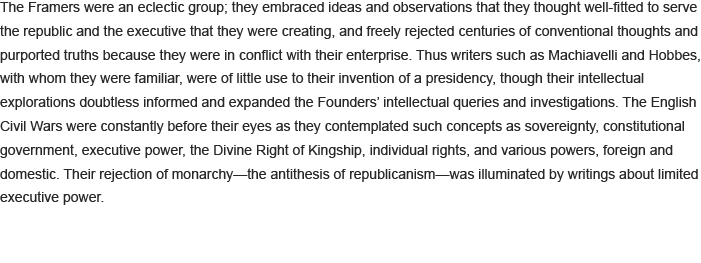 The Framers were an eclectic group; they embraced ideas and observations that they thought well-fitted to serve
the republic and the executive that they were creating, and freely rejected centuries of conventional thoughts and
purported truths because they were in conflict with their enterprise. Thus writers such as Machiavelli and Hobbes,
with whom they were familiar, were of little use to their invention of a presidency, though their intellectual
explorations doubtless informed and expanded the Founders’ intellectual queries and investigations. The English
Civil Wars were constantly before their eyes as they contemplated such concepts as sovereignty, constitutional
government, executive power, the Divine Right of Kingship, individual rights, and various powers, foreign and
domestic. Their rejection of monarchy—the antithesis of republicanism—was illuminated by writings about limited
executive power.